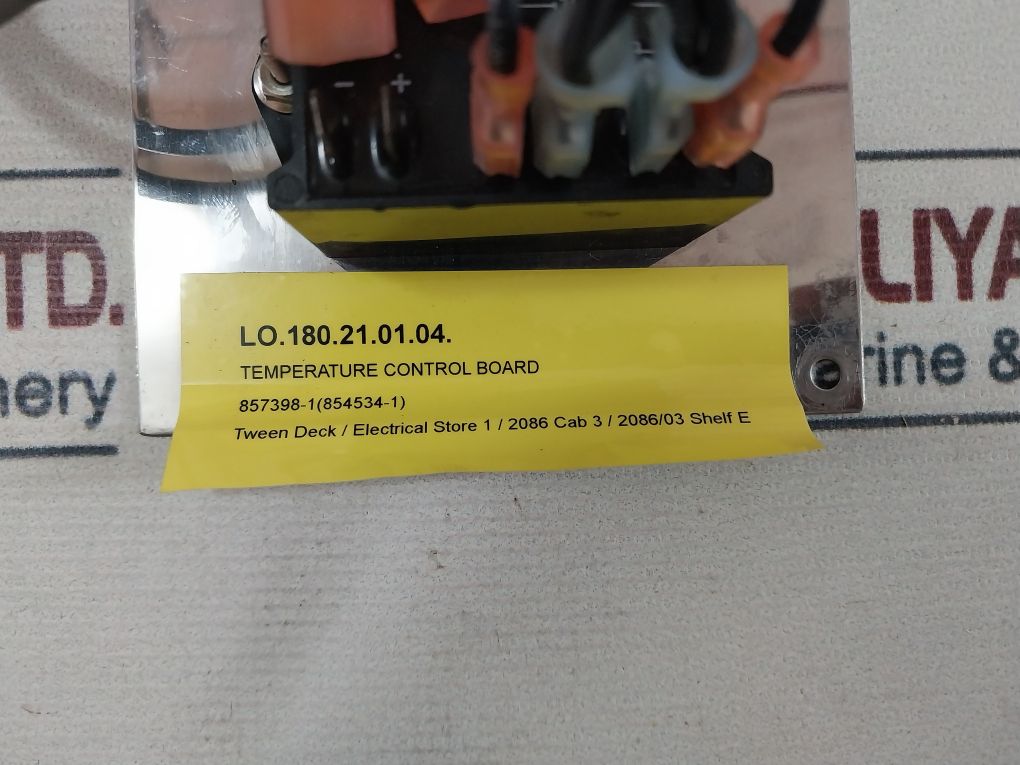 − +
TD. LIYA
LO.180.21.01.04.
TEMPERATURE CONTROL BOARD
857398-1(854534-1)
Tween Deck / Electrical Store 1 / 2086 Cab 3 / 2086/03 Shelf E
nery rine &